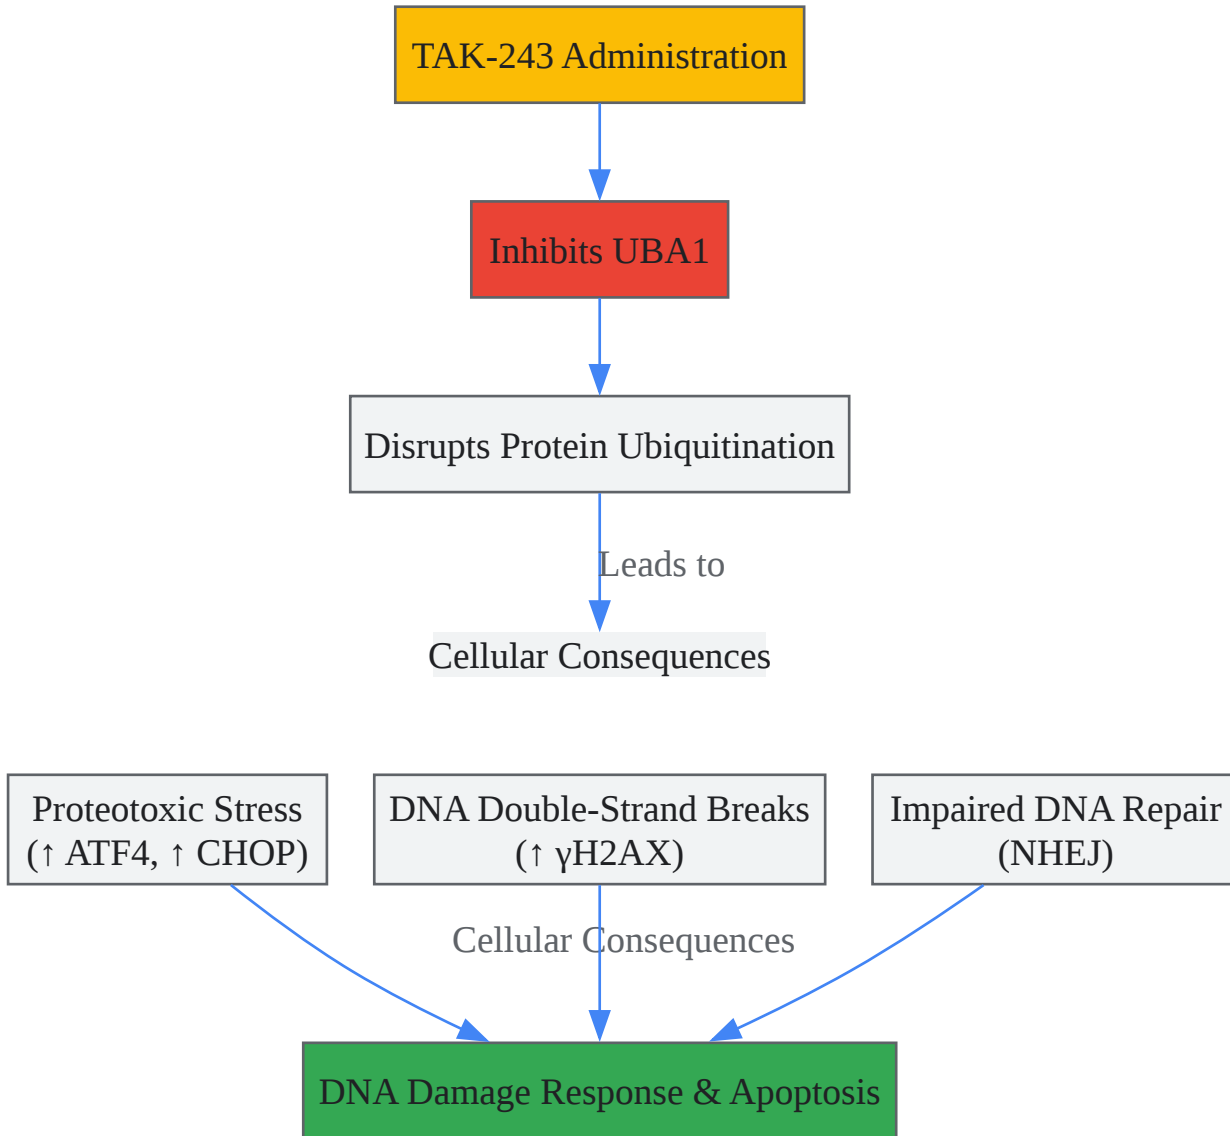 TAK-243 Administration
Inhibits UBA1
Disrupts Protein Ubiquitination
Leads to
Cellular Consequences
Proteotoxic Stress
(↑ ATF4, ↑ CHOP)
DNA Double-Strand Breaks
(↑ γH2AX)
Impaired DNA Repair
(NHEJ)
Cellular Consequences
DNA Damage Response & Apoptosis